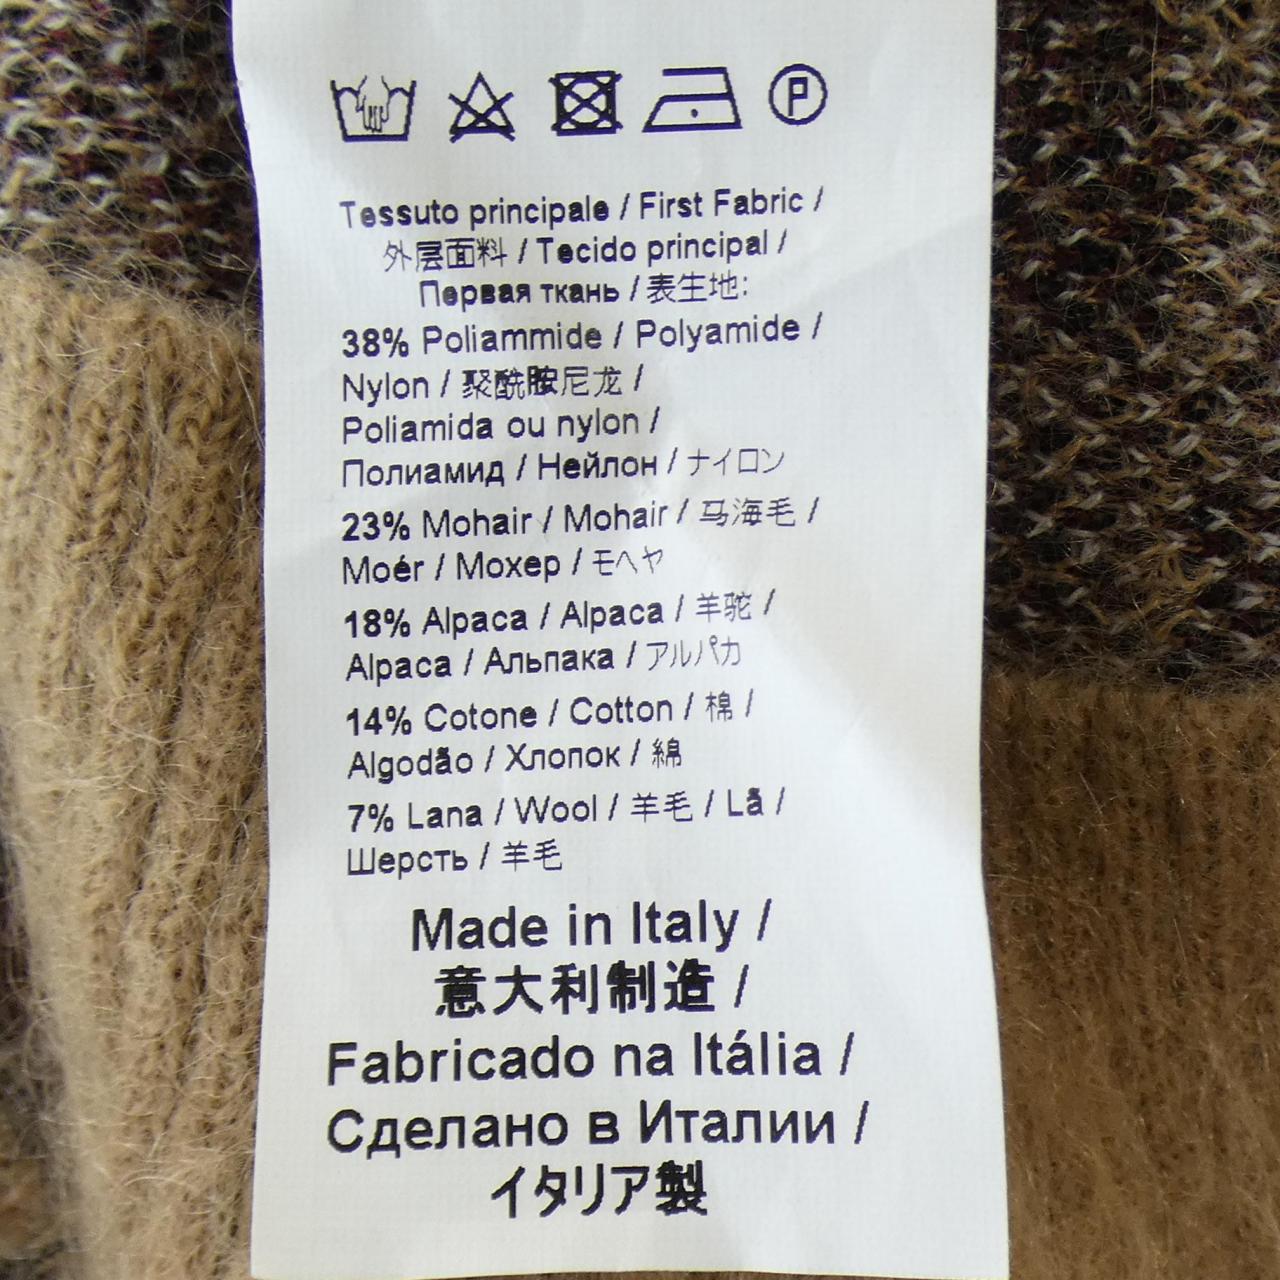 Tessuto principale / First Fabric /
外层面料 / Tecido principal /
Первая ткань / 表生地:
38% Poliammide / Polyamide /
Nylon / 聚酰胺尼龙 /
Poliamida ou nylon /
Полиамид / Нейлон / ナイロン
23% Mohair / Mohair / 马海毛 /
Moér / Мохер / モヘヤ
18% Alpaca / Alpaca / 羊驼 /
Alpaca / Альпака / アルパカ
14% Cotone / Cotton / 棉 /
Algodão / Хлопок / 綿
7% Lana / Wool / 羊毛 / Lã /
Шерсть / 羊毛
Made in Italy /
意大利制造 /
Fabricado na Itália /
Сделано в Италии /
イタリア製